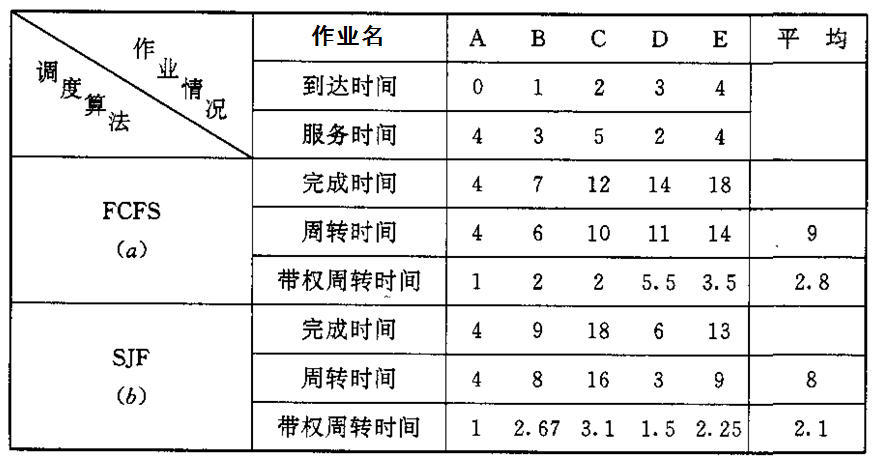 作业情况
调度算法
作业名 A B C D E 平 均
到达时间 0 1 2 3 4
服务时间 4 3 5 2 4
FCFS
(a)
完成时间 4 7 12 14 18
周转时间 4 6 10 11 14 9
带权周转时间 1 2 2 5.5 3.5 2.8
SJF
(b)
完成时间 4 9 18 6 13
周转时间 4 8 16 3 9 8
带权周转时间 1 2.67 3.1 1.5 2.25 2.1